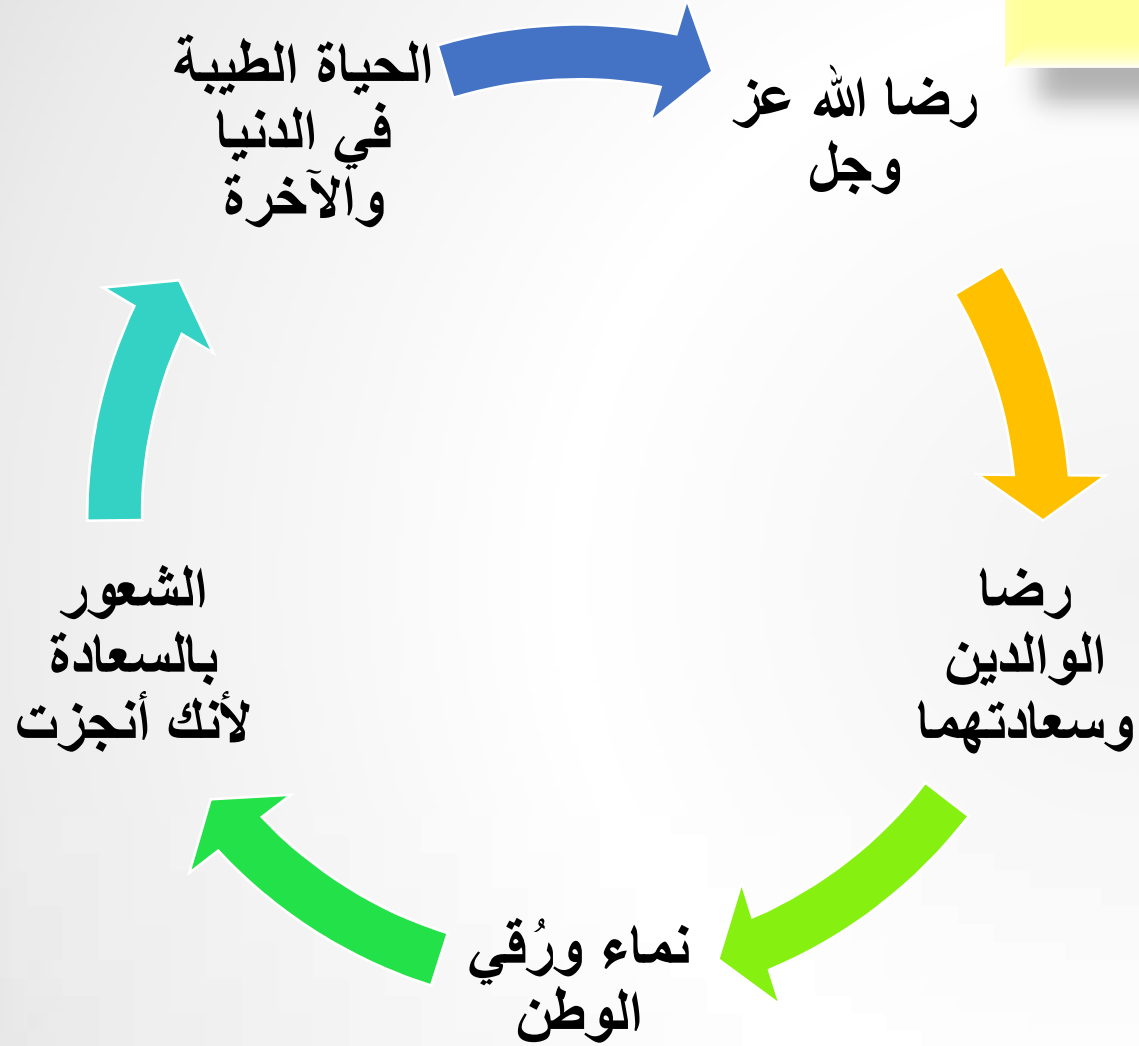 رضا الله عز
وجل
رضا
الوالدين
وسعادتهما
نماء ورُقي
الوطن
الشعور
بالسعادة
لأنك أنجزت
الحياة الطيبة
في الدنيا
والآخرة